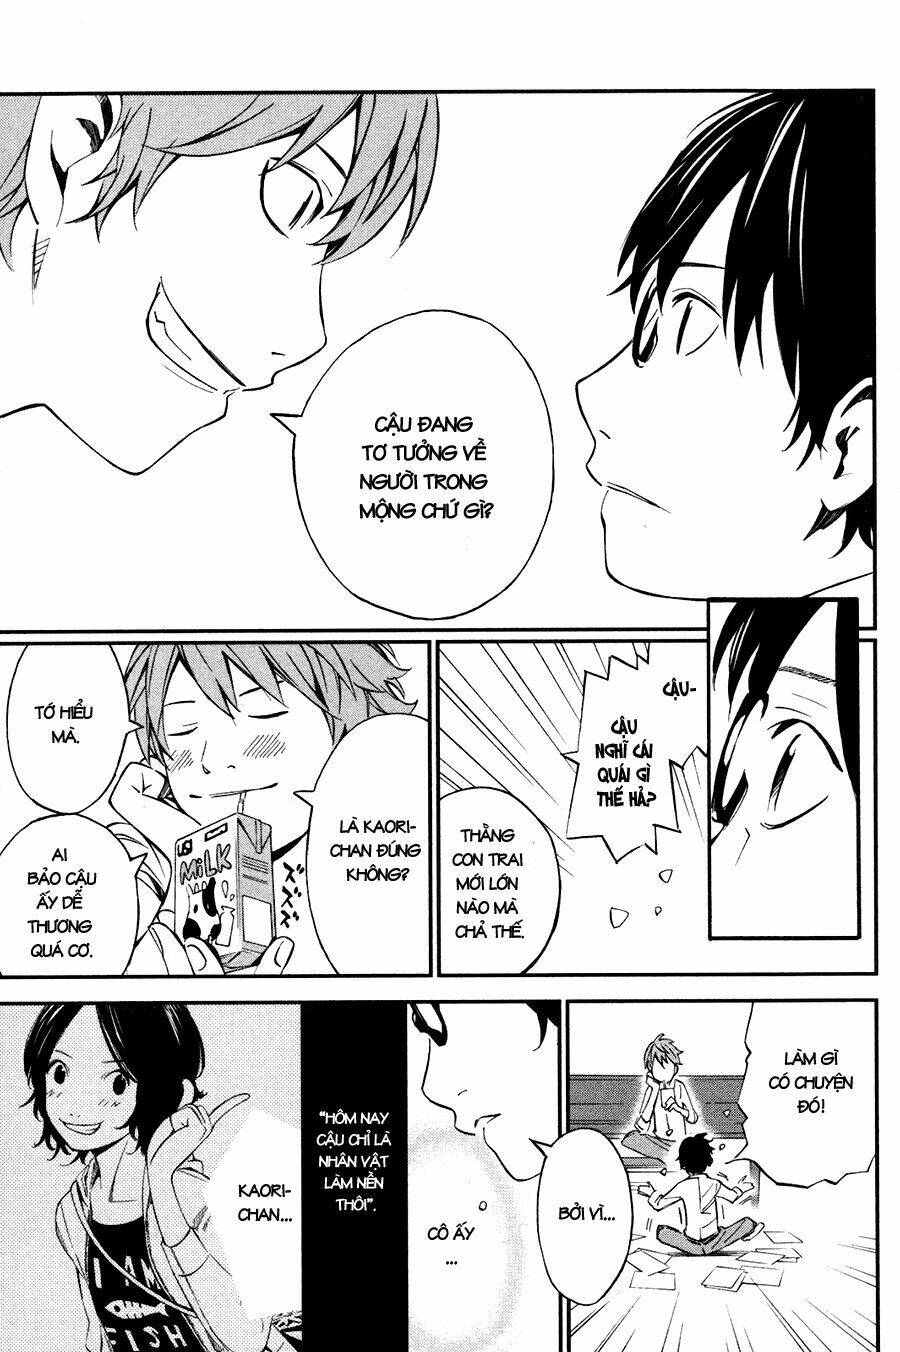 CẬU ĐANG
TƠ TƯỞNG VỀ
NGƯỜI TRONG
MỘNG CHỨ GÌ?
CẬU-
CẬU
NGHĨ CÁI
QUÁI GÌ
THẾ HẢ?
THẰNG
CON TRAI
MỚI LỚN
NÀO MÀ
CHẢ THẾ.
LÀ KAORI-
CHAN ĐÚNG
KHÔNG?
TỚ HIỂU
MÀ.
AI
BẢO CẬU
ẤY DỄ
THƯƠNG
QUÁ CƠ.
MiLK
ズズズ
LÀM GÌ
CÓ CHUYỆN
ĐÓ!
BỞI VÌ...
CÔ ẤY
...
"HÔM NAY
CẬU CHỈ LÀ
NHÂN VẬT
LÀM NỀN
THÔI".
KAORI-
CHAN...
I AM
FISH